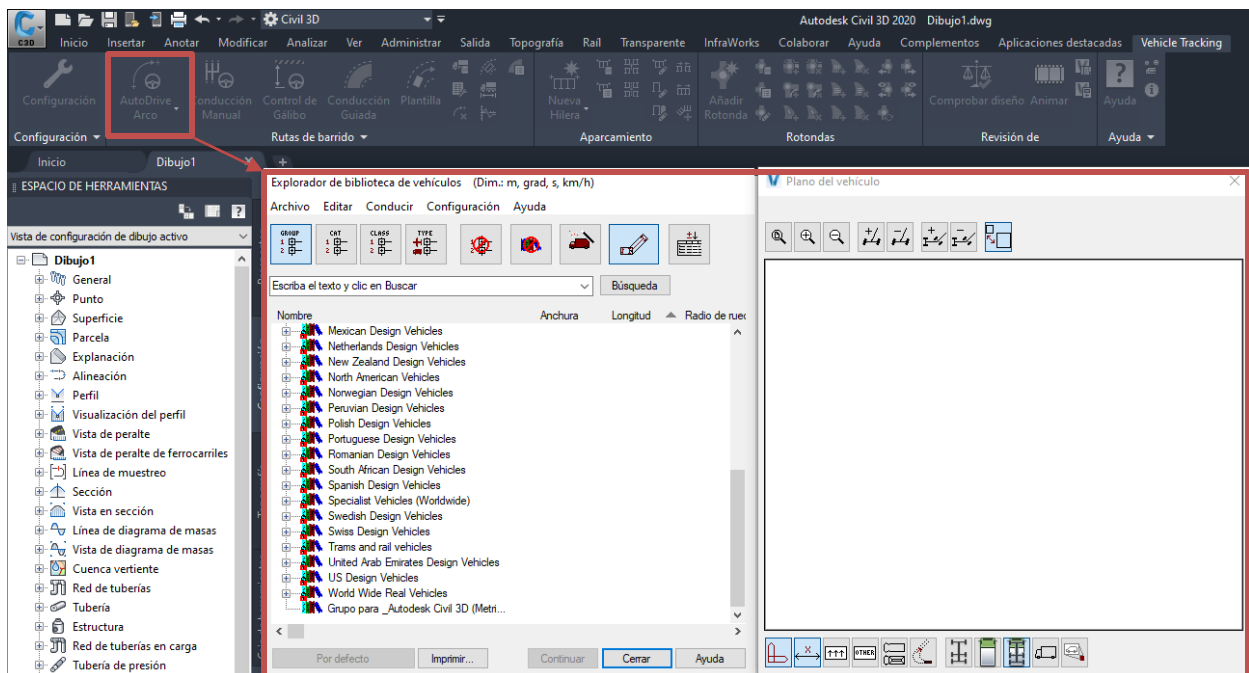 C3D
Civil 3D
Autodesk Civil 3D 2020 Dibujo1.dwg
Inicio Insertar Anotar Modificar Analizar Ver Administrar Salida Topografía Rail Transparente InfraWorks Colaborar Ayuda Complementos Aplicaciones destacadas Vehicle Tracking
Configuración
AutoDrive
Arco
Conducción
Manual
Control de
Gálibo
Conducción
Guiada
Plantilla
Nueva
Hilera
Añadir
Rotonda
Comprobar diseño
Animar
Ayuda
Configuración
Rutas de barrido
Aparcamiento
Rotondas
Revisión de
Ayuda
Inicio
Dibujo1
ESPACIO DE HERRAMIENTAS
Vista de configuración de dibujo activo
Dibujo1
General
Punto
Superficie
Parcela
Explanación
Alineación
Perfil
Visualización del perfil
Vista de peralte
Vista de peralte de ferrocarriles
Línea de muestreo
Sección
Vista en sección
Línea de diagrama de masas
Vista de diagrama de masas
Cuenca vertiente
Red de tuberías
Tubería
Estructura
Red de tuberías en carga
Tubería de presión
Explorador de biblioteca de vehículos (Dim.: m, grad, s, km/h)
Archivo Editar Conducir Configuración Ayuda
GROUP CAT CLASS TYPE
Escriba el texto y clic en Buscar
Búsqueda
Nombre Anchura Longitud Radio de rued
Mexican Design Vehicles
Netherlands Design Vehicles
New Zealand Design Vehicles
North American Vehicles
Norwegian Design Vehicles
Peruvian Design Vehicles
Polish Design Vehicles
Portuguese Design Vehicles
Romanian Design Vehicles
South African Design Vehicles
Spanish Design Vehicles
Specialist Vehicles (Worldwide)
Swedish Design Vehicles
Swiss Design Vehicles
Trams and rail vehicles
United Arab Emirates Design Vehicles
US Design Vehicles
World Wide Real Vehicles
Grupo para _Autodesk Civil 3D (Metri...
Por defecto Imprimir... Continuar Cerrar Ayuda
Plano del vehículo
OTHER